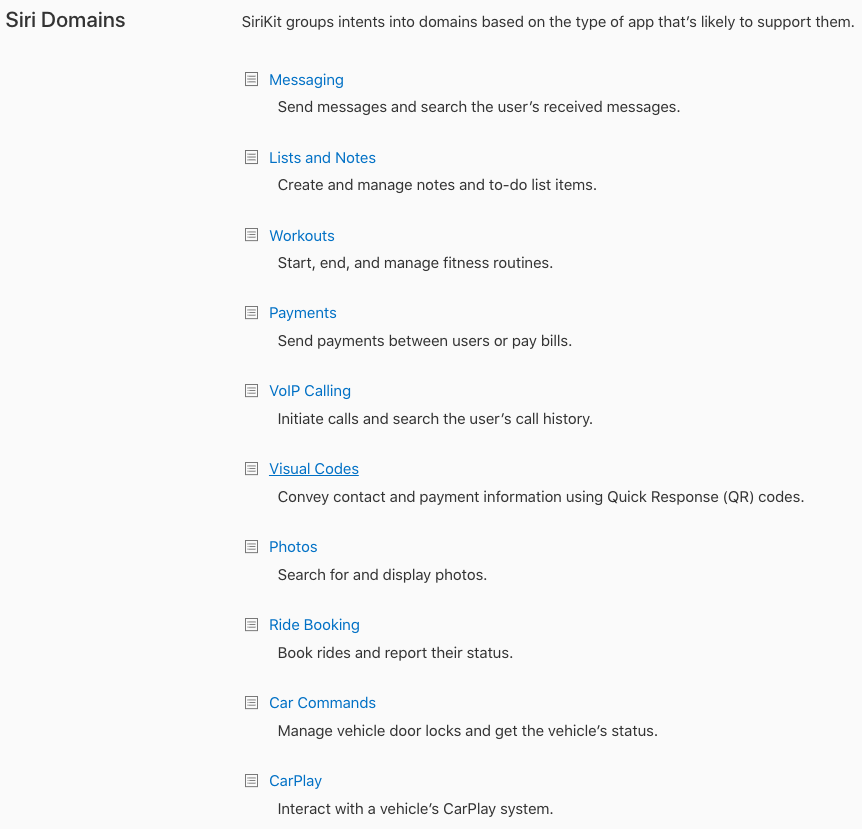 Siri Domains
SiriKit groups intents into domains based on the type of app that’s likely to support them.
Messaging
Send messages and search the user’s received messages.
Lists and Notes
Create and manage notes and to-do list items.
Workouts
Start, end, and manage fitness routines.
Payments
Send payments between users or pay bills.
VoIP Calling
Initiate calls and search the user’s call history.
Visual Codes
Convey contact and payment information using Quick Response (QR) codes.
Photos
Search for and display photos.
Ride Booking
Book rides and report their status.
Car Commands
Manage vehicle door locks and get the vehicle’s status.
CarPlay
Interact with a vehicle’s CarPlay system.